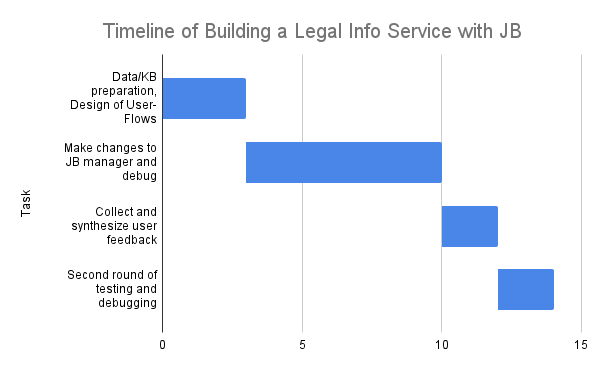 Timeline of Building a Legal Info Service with JB
Data/KB
preparation,
Design of User-
Flows
Make changes to
JB manager and
debug
Collect and
synthesize user
feedback
Second round of
testing and
debugging
Task
0
5
10
15